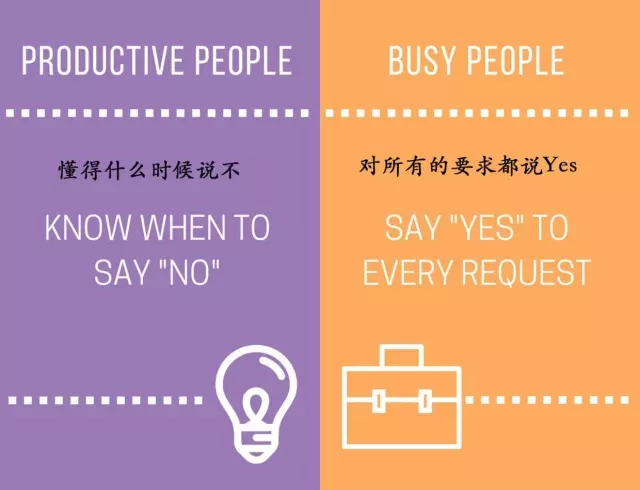 PRODUCTIVE PEOPLE
懂得什么时候说不
KNOW WHEN TO
SAY "NO"
BUSY PEOPLE
对所有的要求都说Yes
SAY "YES" TO
EVERY REQUEST